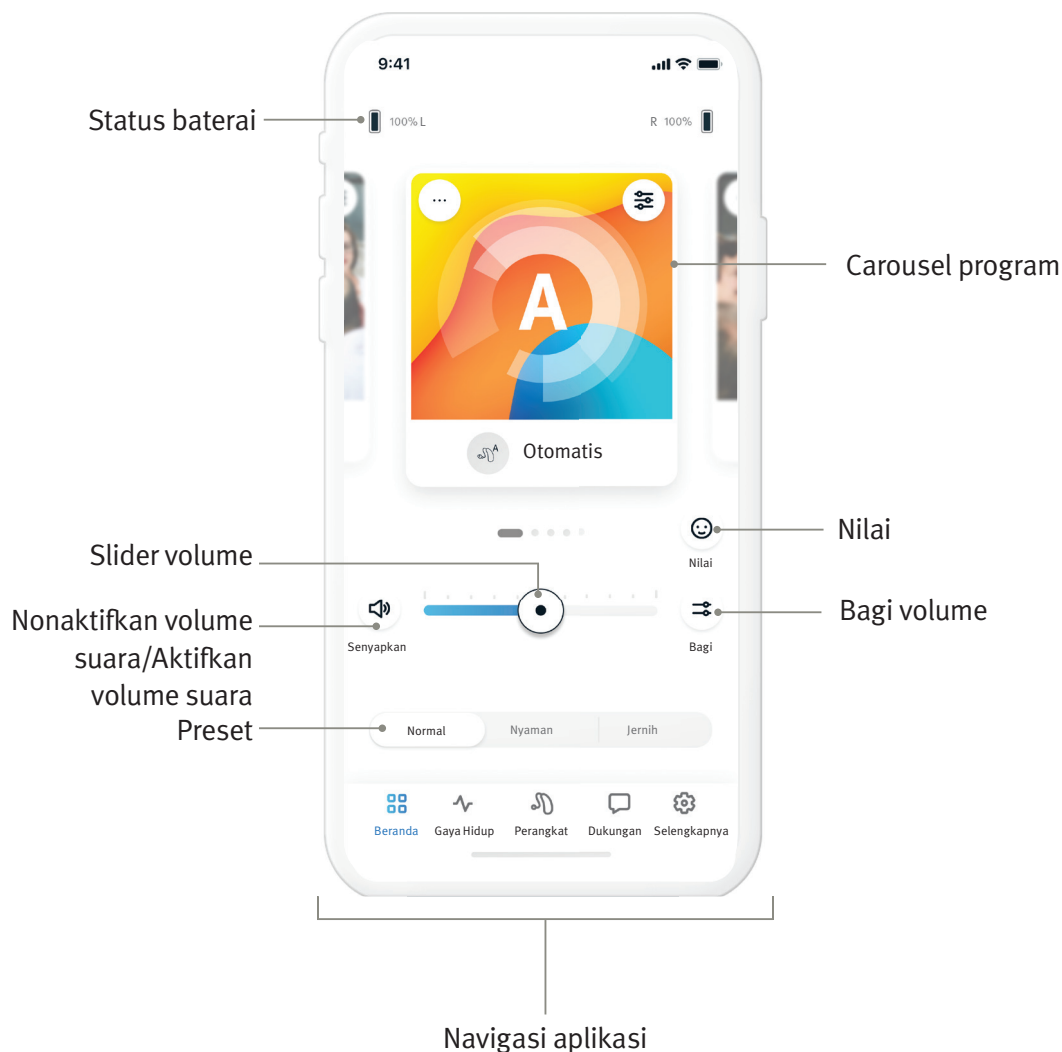 9:41
Status baterai
100% L
R 100%
...
A
Carousel program
A
Otomatis
Nilai
Nilai
Slider volume
Bagi volume
Nonaktifkan volume
suara/Aktifkan
volume suara
Senyapkan
Bagi
Preset
Normal
Nyaman
Jernih
Beranda
Gaya Hidup
Perangkat
Dukungan
Selengkapnya
Navigasi aplikasi